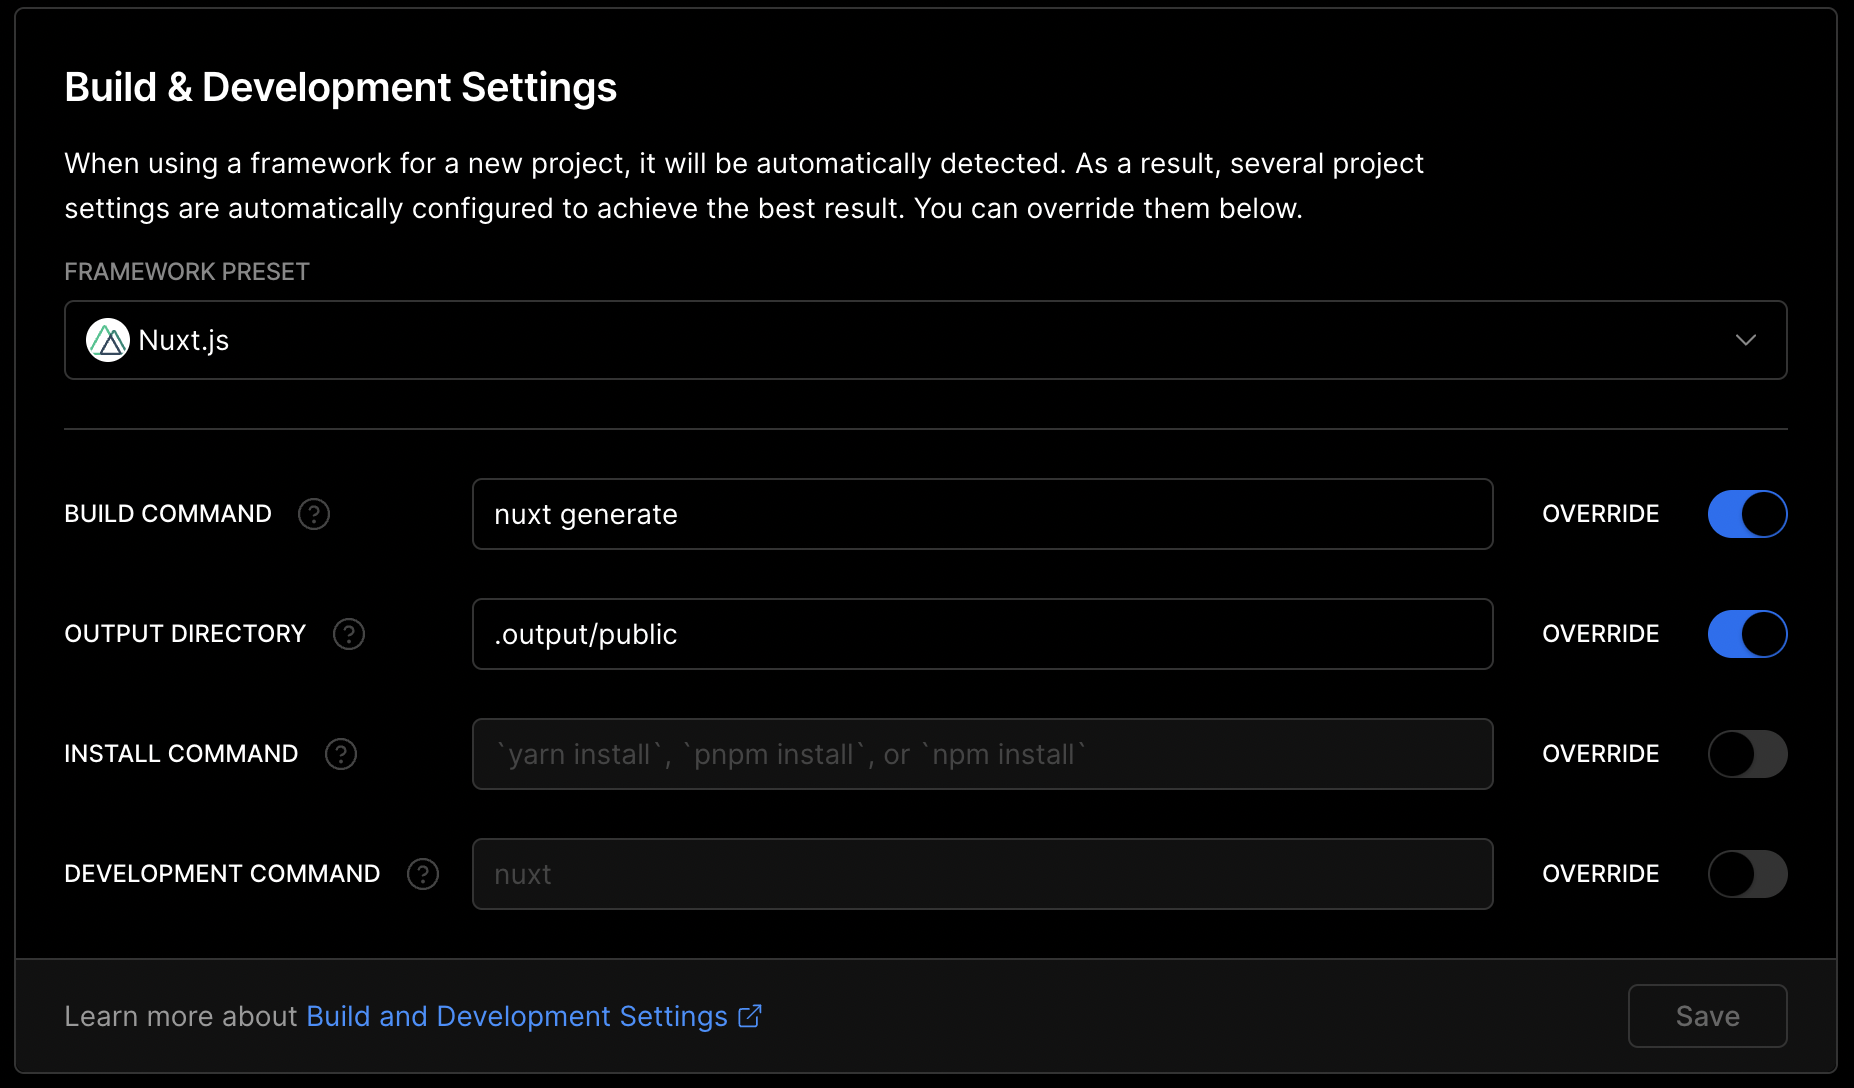 Build & Development Settings
When using a framework for a new project, it will be automatically detected. As a result, several project
settings are automatically configured to achieve the best result. You can override them below.
FRAMEWORK PRESET
Nuxt.js
BUILD COMMAND ? nuxt generate OVERRIDE
OUTPUT DIRECTORY ? .output/public OVERRIDE
INSTALL COMMAND ? `yarn install`, `pnpm install`, or `npm install` OVERRIDE
DEVELOPMENT COMMAND ? nuxt OVERRIDE
Learn more about Build and Development Settings Save